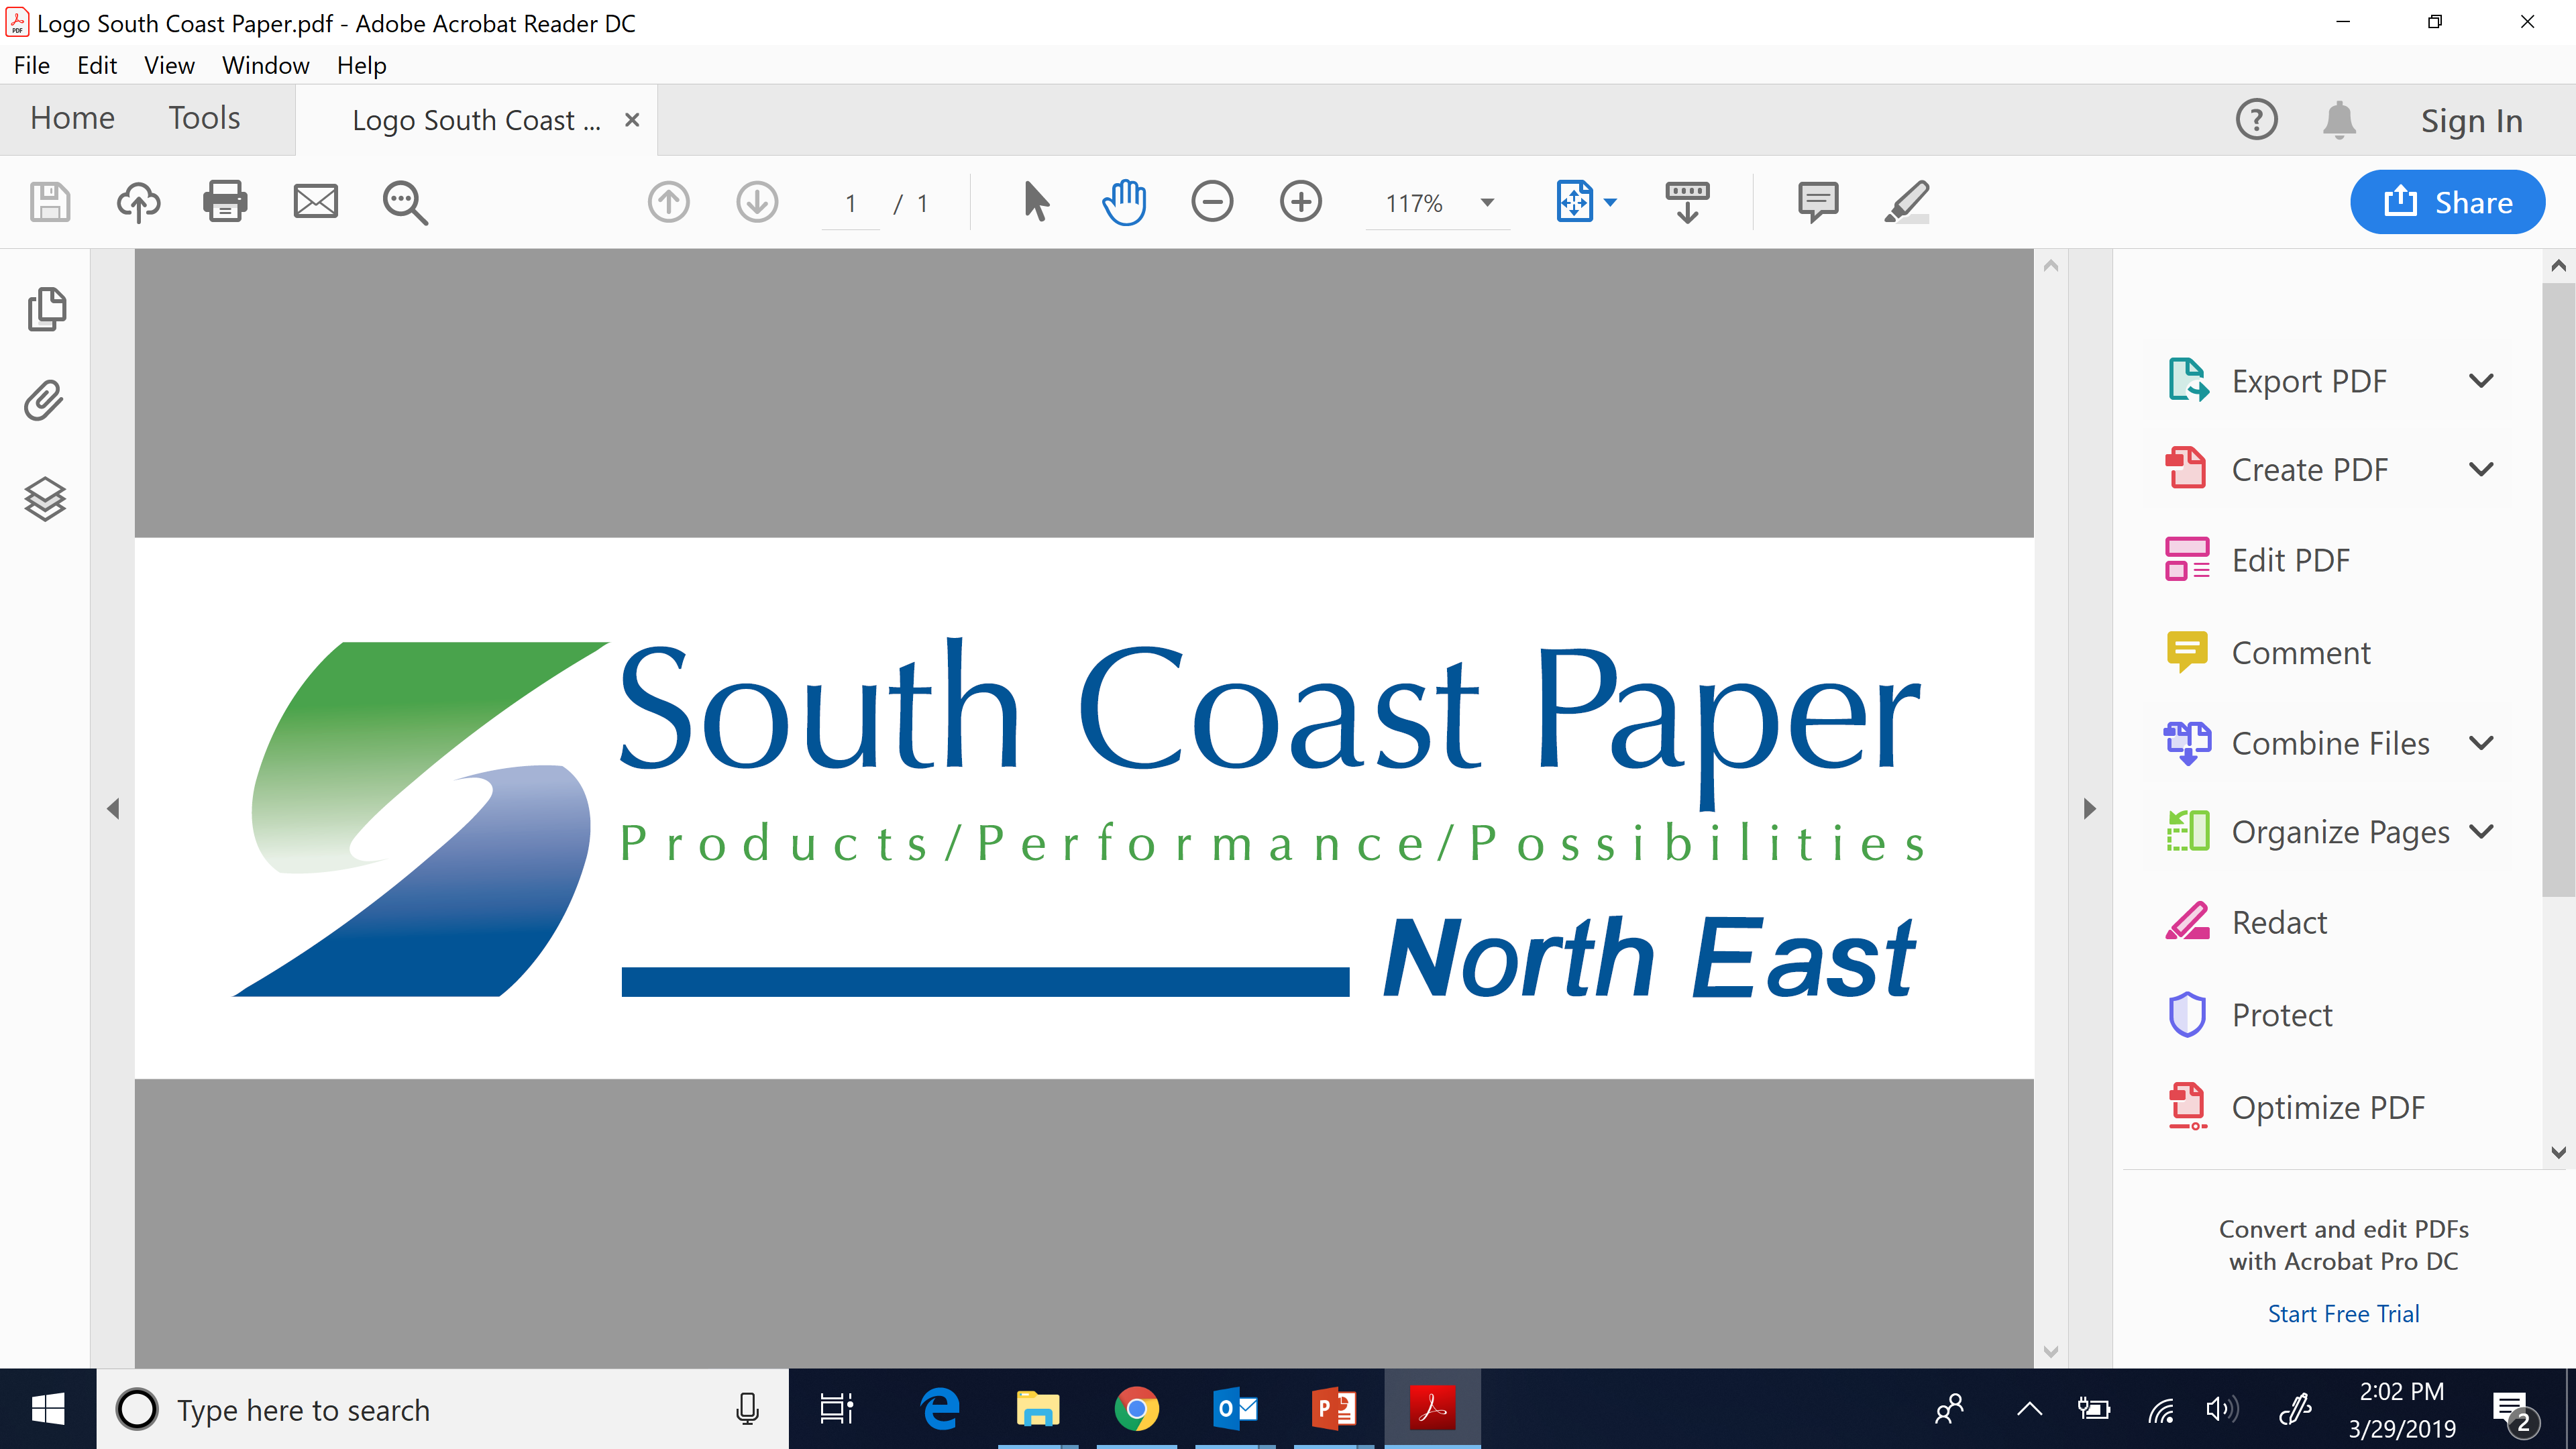 Logo South Coast Paper.pdf - Adobe Acrobat Reader DC
File Edit View Window Help
Home Tools Logo South Coast ... Sign In
1 / 1 117% Share
Export PDF
Create PDF
Edit PDF
Comment
Combine Files
Organize Pages
Redact
Protect
Optimize PDF
Convert and edit PDFs
with Acrobat Pro DC
Start Free Trial
South Coast Paper
Products/Performance/Possibilities
North East
Type here to search
2:02 PM
3/29/2019
2